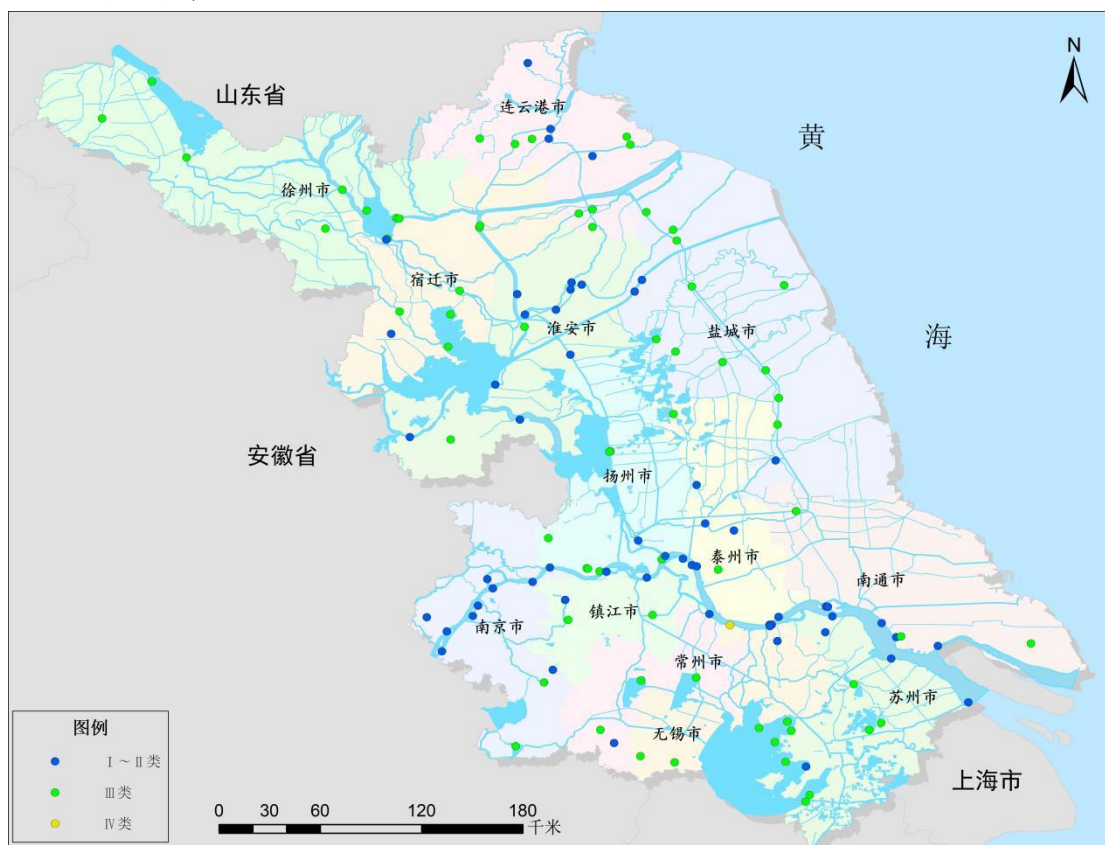 N
山东省
连云港市
黄
徐州市
宿迁市
海
淮安市
盐城市
安徽省
扬州市
泰州市
南通市
镇江市
南京市
常州市
苏州市
无锡市
上海市
图例
Ⅰ～Ⅱ类
Ⅲ类
Ⅳ类
0 30 60 120 180
千米